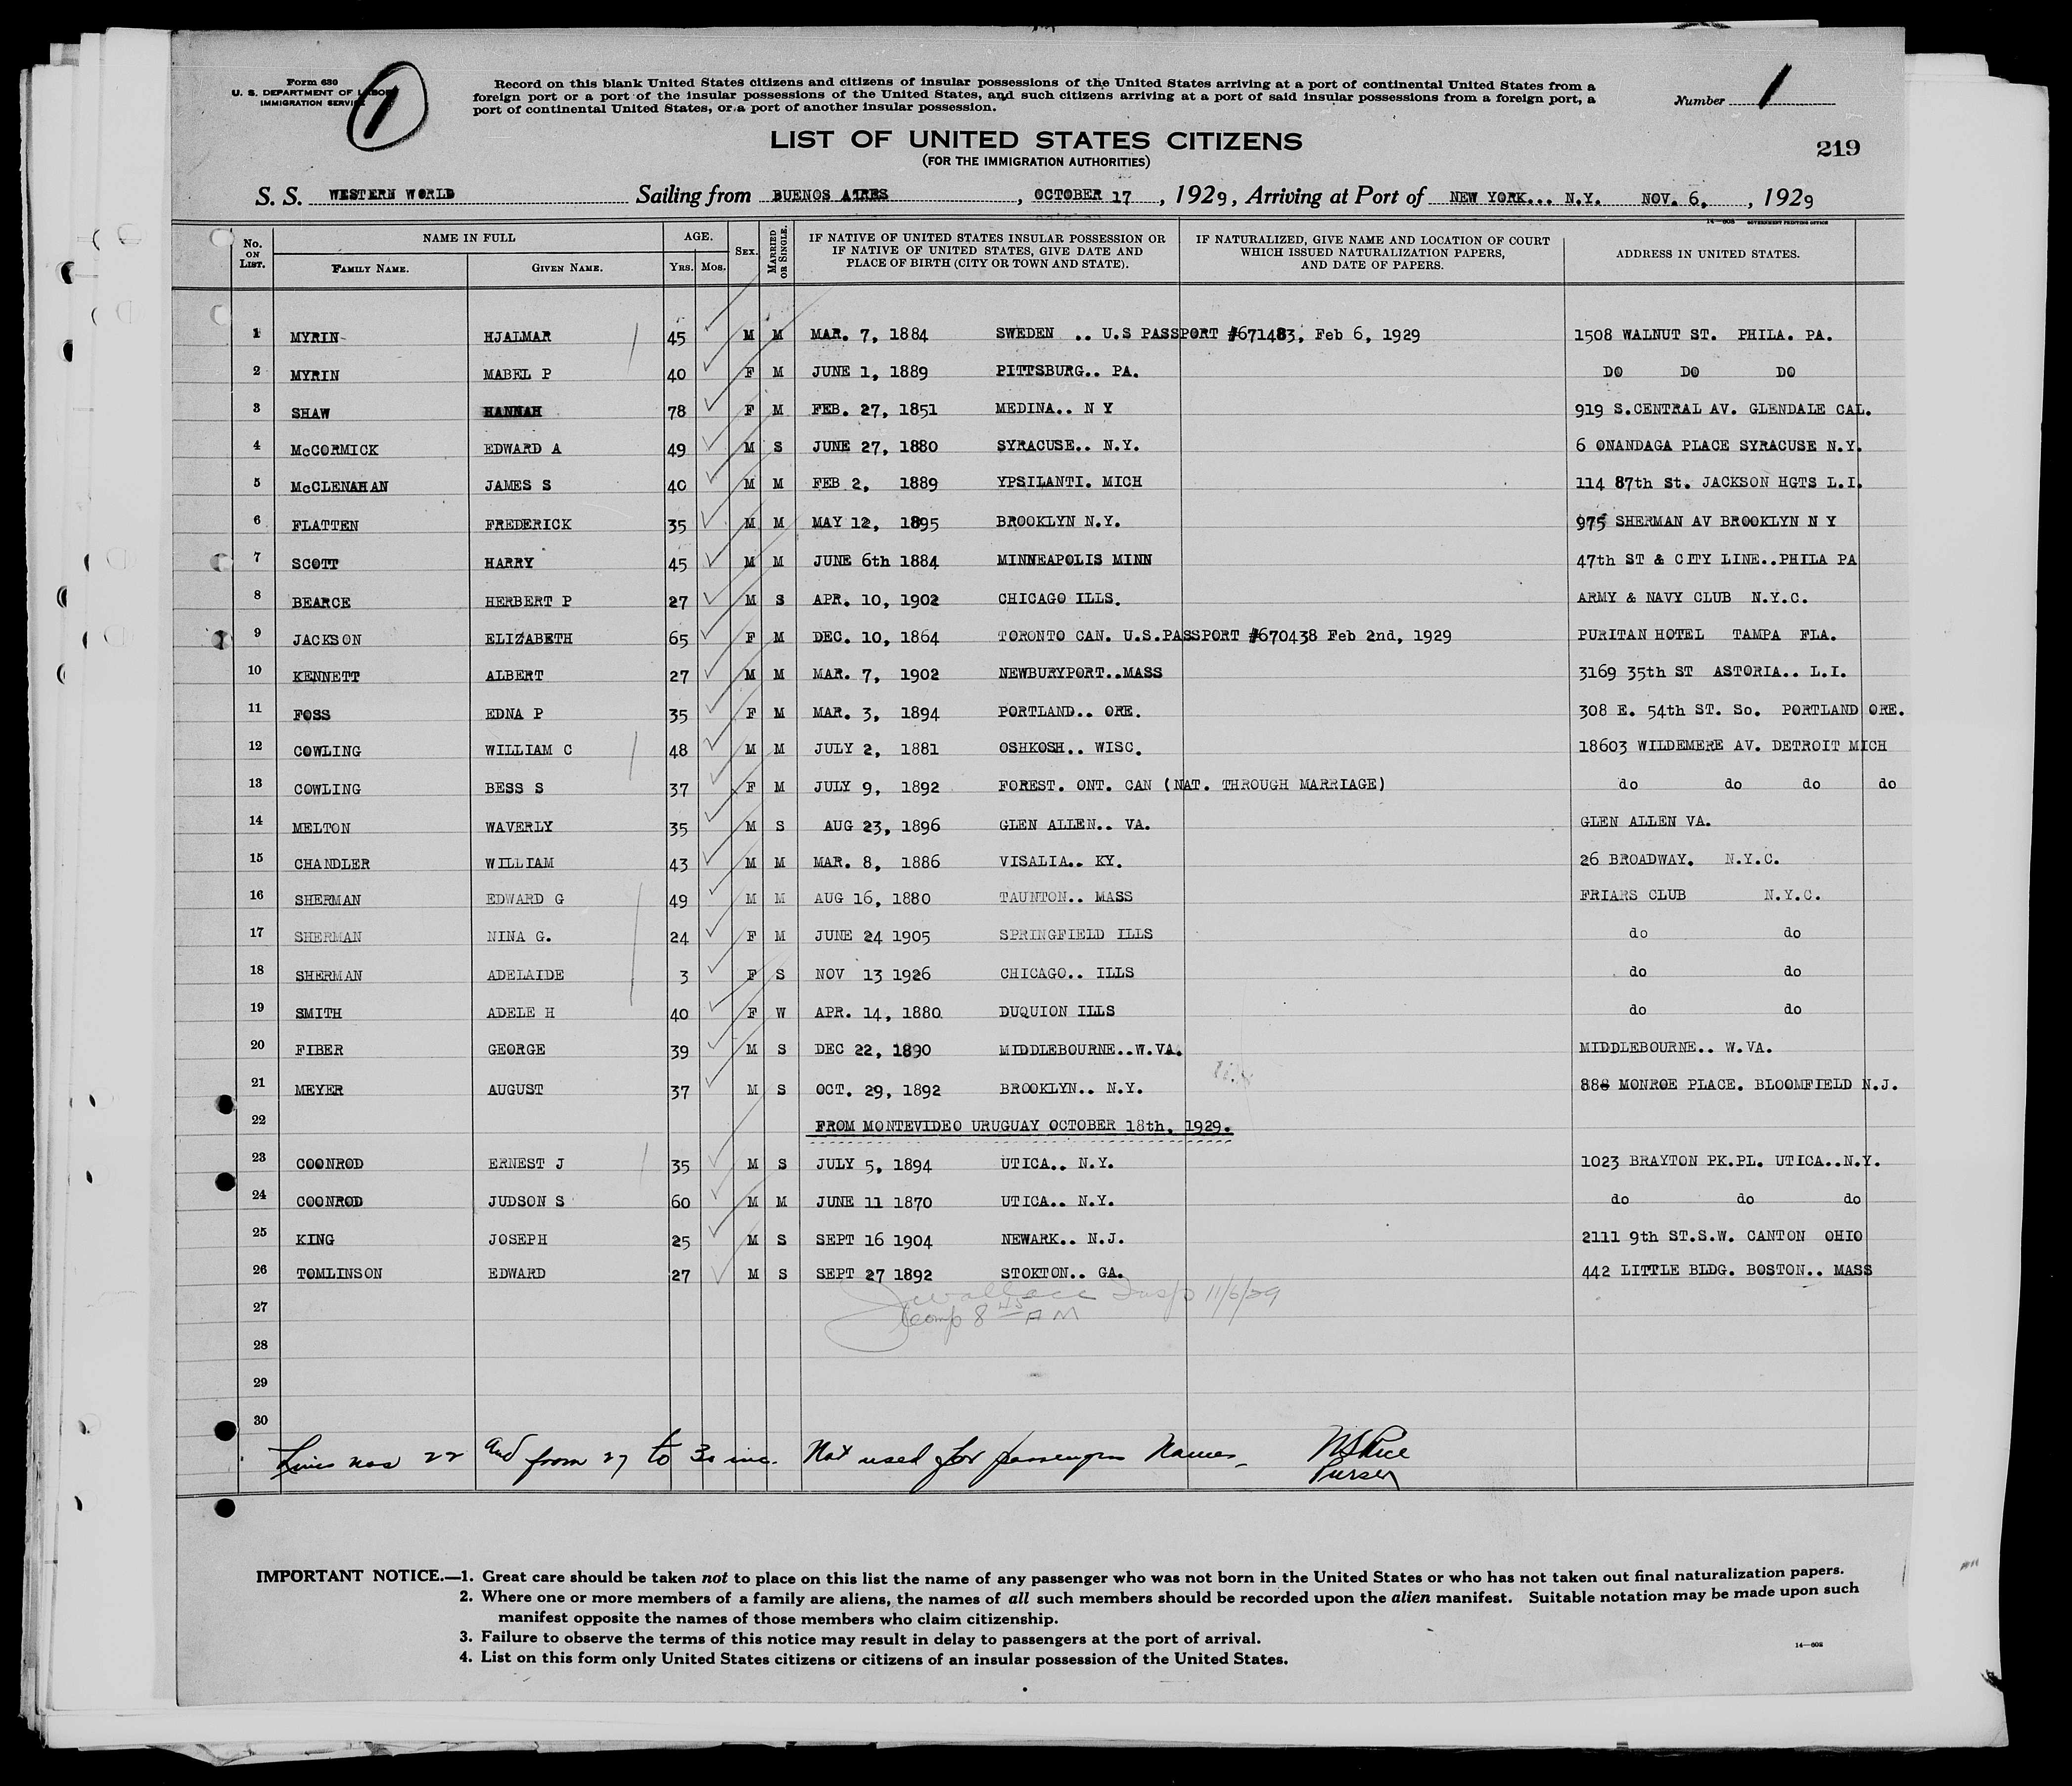 Form 630
U. S. DEPARTMENT OF LABOR
IMMIGRATION SERVICE
1
Record on this blank United States citizens and citizens of insular possessions of the United States arriving at a port of continental United States from a
foreign port or a port of the insular possessions of the United States, and such citizens arriving at a port of said insular possessions from a foreign port, a
port of continental United States, or a port of another insular possession.
Number 1
LIST OF UNITED STATES CITIZENS
(FOR THE IMMIGRATION AUTHORITIES)
219
S. S. WESTERN WORLD Sailing from BUENOS AIRES, OCTOBER 17, 1929, Arriving at Port of NEW YORK... N.Y. NOV. 6, , 1929
14—608 GOVERNMENT PRINTING OFFICE
No. ON LIST. NAME IN FULL FAMILY NAME. GIVEN NAME. AGE. YRS. MOS. SEX. MARRIED OR SINGLE. IF NATIVE OF UNITED STATES INSULAR POSSESSION OR IF NATIVE OF UNITED STATES, GIVE DATE AND PLACE OF BIRTH (CITY OR TOWN AND STATE). IF NATURALIZED, GIVE NAME AND LOCATION OF COURT WHICH ISSUED NATURALIZATION PAPERS, AND DATE OF PAPERS. ADDRESS IN UNITED STATES.
1 MYRIN HJALMAR 45 M M MAR. 7, 1884 SWEDEN .. U.S PASSPORT #671483, Feb 6, 1929 1508 WALNUT ST. PHILA. PA.
2 MYRIN MABEL P 40 F M JUNE 1, 1889 PITTSBURG.. PA. DO DO DO
3 SHAW HANNAH 78 F M FEB. 27, 1851 MEDINA.. N Y 919 S.CENTRAL AV. GLENDALE CAL.
4 McCORMICK EDWARD A 49 M S JUNE 27, 1880 SYRACUSE.. N.Y. 6 ONANDAGA PLACE SYRACUSE N.Y.
5 McCLENAHAN JAMES S 40 M M FEB 2, 1889 YPSILANTI. MICH 114 87th St. JACKSON HGTS L.I.
6 FLATTEN FREDERICK 35 M M MAY 12, 1895 BROOKLYN N.Y. 975 SHERMAN AV BROOKLYN N Y
7 SCOTT HARRY 45 M M JUNE 6th 1884 MINNEAPOLIS MINN 47th ST & CITY LINE..PHILA PA
8 BEARCE HERBERT P 27 M S APR. 10, 1902 CHICAGO ILLS. ARMY & NAVY CLUB N.Y.C.
9 JACKSON ELIZABETH 65 F M DEC. 10, 1864 TORONTO CAN. U.S.PASSPORT #670438 Feb 2nd, 1929 PURITAN HOTEL TAMPA FLA.
10 KENNETT ALBERT 27 M M MAR. 7, 1902 NEWBURYPORT..MASS 3169 35th ST ASTORIA.. L.I.
11 FOSS EDNA P 35 F M MAR. 3, 1894 PORTLAND.. ORE. 308 E. 54th ST. So. PORTLAND ORE.
12 COWLING WILLIAM C 48 M M JULY 2, 1881 OSHKOSH.. WISC. 18603 WILDEMERE AV. DETROIT MICH
13 COWLING BESS S 37 F M JULY 9, 1892 FOREST. ONT. CAN (NAT. THROUGH MARRIAGE) do do do do
14 MELTON WAVERLY 35 M S AUG 23, 1896 GLEN ALLEN.. VA. GLEN ALLEN VA.
15 CHANDLER WILLIAM 43 M M MAR. 8, 1886 VISALIA.. KY. 26 BROADWAY. N.Y.C.
16 SHERMAN EDWARD G 49 M M AUG 16, 1880 TAUNTON.. MASS FRIARS CLUB N.Y.C.
17 SHERMAN NINA G. 24 F M JUNE 24 1905 SPRINGFIELD ILLS do do
18 SHERMAN ADELAIDE 3 F S NOV 13 1926 CHICAGO.. ILLS do do
19 SMITH ADELE H 40 F W APR. 14, 1880 DUQUION ILLS do do
20 FIBER GEORGE 39 M S DEC 22, 1890 MIDDLEBOURNE..W.VA. MIDDLEBOURNE.. W.VA.
21 MEYER AUGUST 37 M S OCT. 29, 1892 BROOKLYN.. N.Y. 888 MONROE PLACE. BLOOMFIELD N.J.
22 FROM MONTEVIDEO URUGUAY OCTOBER 18th, 1929.
23 COONROD ERNEST J 35 M S JULY 5, 1894 UTICA.. N.Y. 1023 BRAYTON PK.PL. UTICA..N.Y.
24 COONROD JUDSON S 60 M M JUNE 11 1870 UTICA.. N.Y. do do do
25 KING JOSEPH 25 M S SEPT 16 1904 NEWARK.. N.J. 2111 9th ST.S.W. CANTON OHIO
26 TOMLINSON EDWARD 27 M S SEPT 27 1892 STOKTON.. GA. 442 LITTLE BLDG. BOSTON.. MASS
27 Wallace Insp 11/6/29
Comp 8 45 AM
28
29
30
Lines nos 22 and from 27 to 30 inc. Not used for passengers Names.
Purser
IMPORTANT NOTICE.—1. Great care should be taken not to place on this list the name of any passenger who was not born in the United States or who has not taken out final naturalization papers.
2. Where one or more members of a family are aliens, the names of all such members should be recorded upon the alien manifest. Suitable notation may be made upon such
manifest opposite the names of those members who claim citizenship.
3. Failure to observe the terms of this notice may result in delay to passengers at the port of arrival.
4. List on this form only United States citizens or citizens of an insular possession of the United States.
14—608